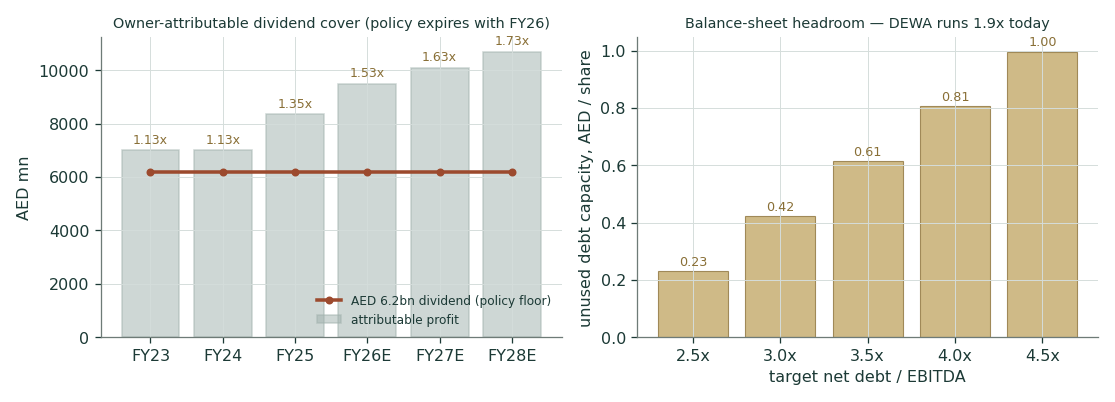 Owner-attributable dividend cover (policy expires with FY26)
AED mn
10000
8000
6000
4000
2000
0
1.13x
1.13x
1.35x
1.53x
1.63x
1.73x
AED 6.2bn dividend (policy floor)
attributable profit
FY23
FY24
FY25
FY26E
FY27E
FY28E
Balance-sheet headroom — DEWA runs 1.9x today
unused debt capacity, AED / share
1.0
0.8
0.6
0.4
0.2
0.0
0.23
0.42
0.61
0.81
1.00
2.5x
3.0x
3.5x
4.0x
4.5x
target net debt / EBITDA